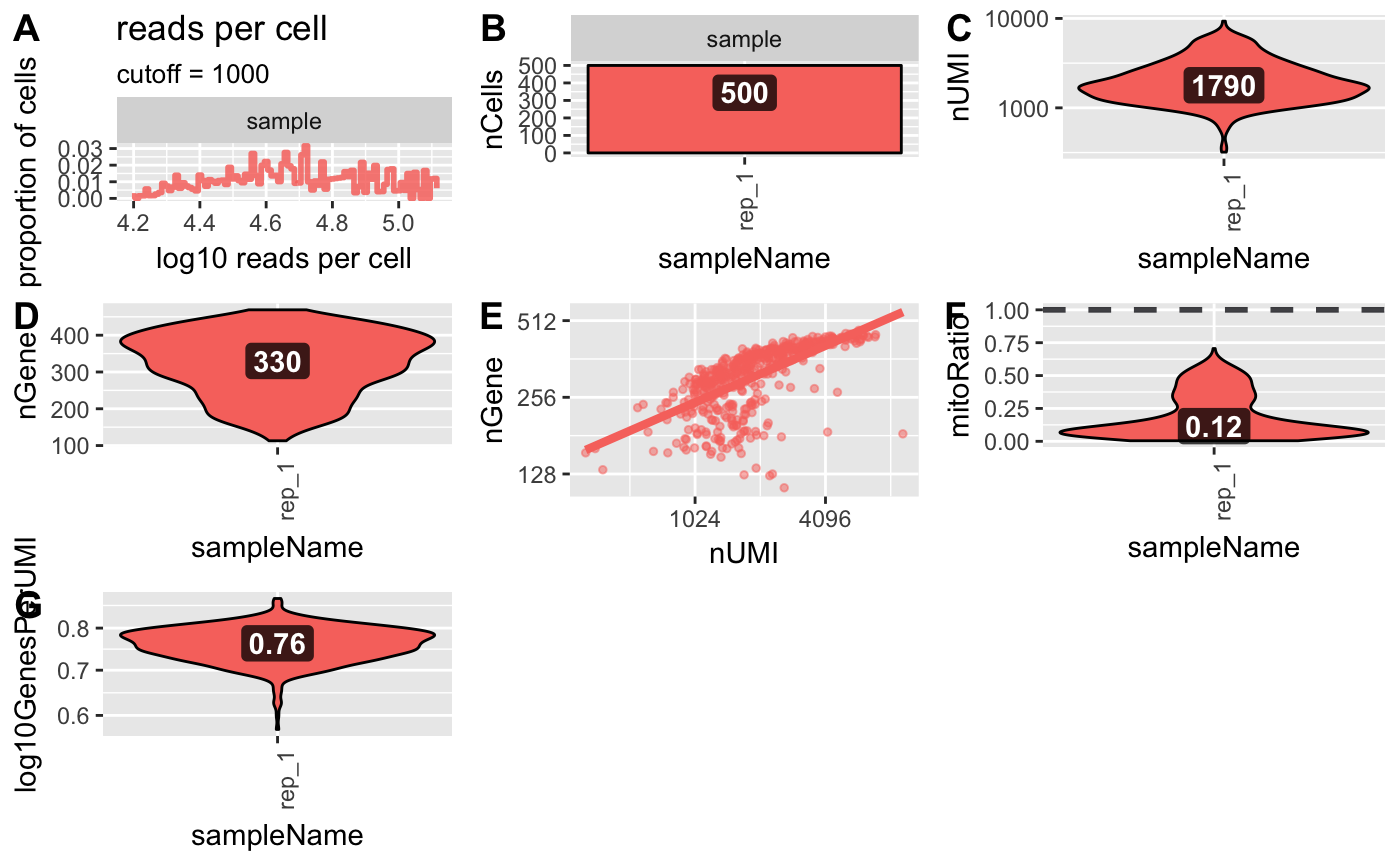 A
reads per cell
cutoff = 1000
sample
proportion of cells
0.03
0.02
0.01
0.00
4.2 4.4 4.6 4.8 5.0
log10 reads per cell
B
sample
nCells
500
400
300
200
100
0
500
rep_1
sampleName
C
nUMI
10000
1000
1790
rep_1
sampleName
D
nGene
400
300
200
100
330
rep_1
sampleName
E
nGene
512
256
128
1024 4096
nUMI
F
mitoRatio
1.00
0.75
0.50
0.25
0.00
0.12
rep_1
sampleName
G
log10GenesPerUMI
0.8
0.7
0.6
0.76
rep_1
sampleName